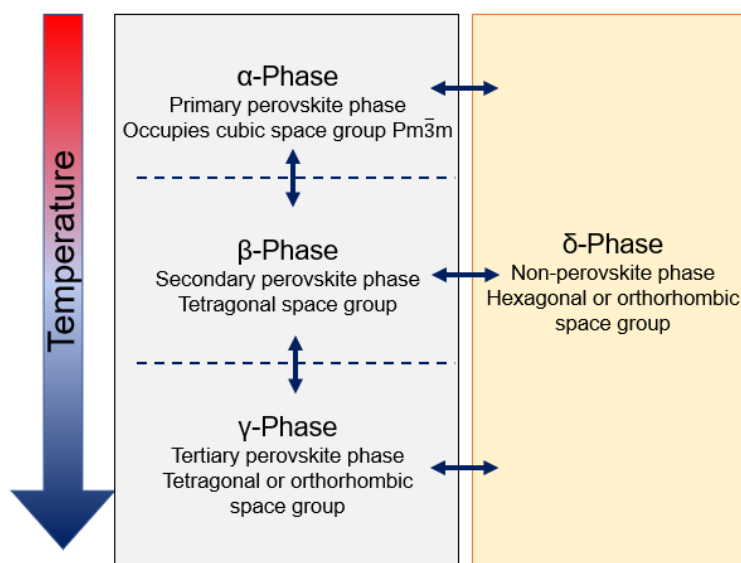 Temperature
α-Phase
Primary perovskite phase
Occupies cubic space group Pm3̅m
β-Phase
Secondary perovskite phase
Tetragonal space group
γ-Phase
Tertiary perovskite phase
Tetragonal or orthorhombic
space group
δ-Phase
Non-perovskite phase
Hexagonal or orthorhombic
space group